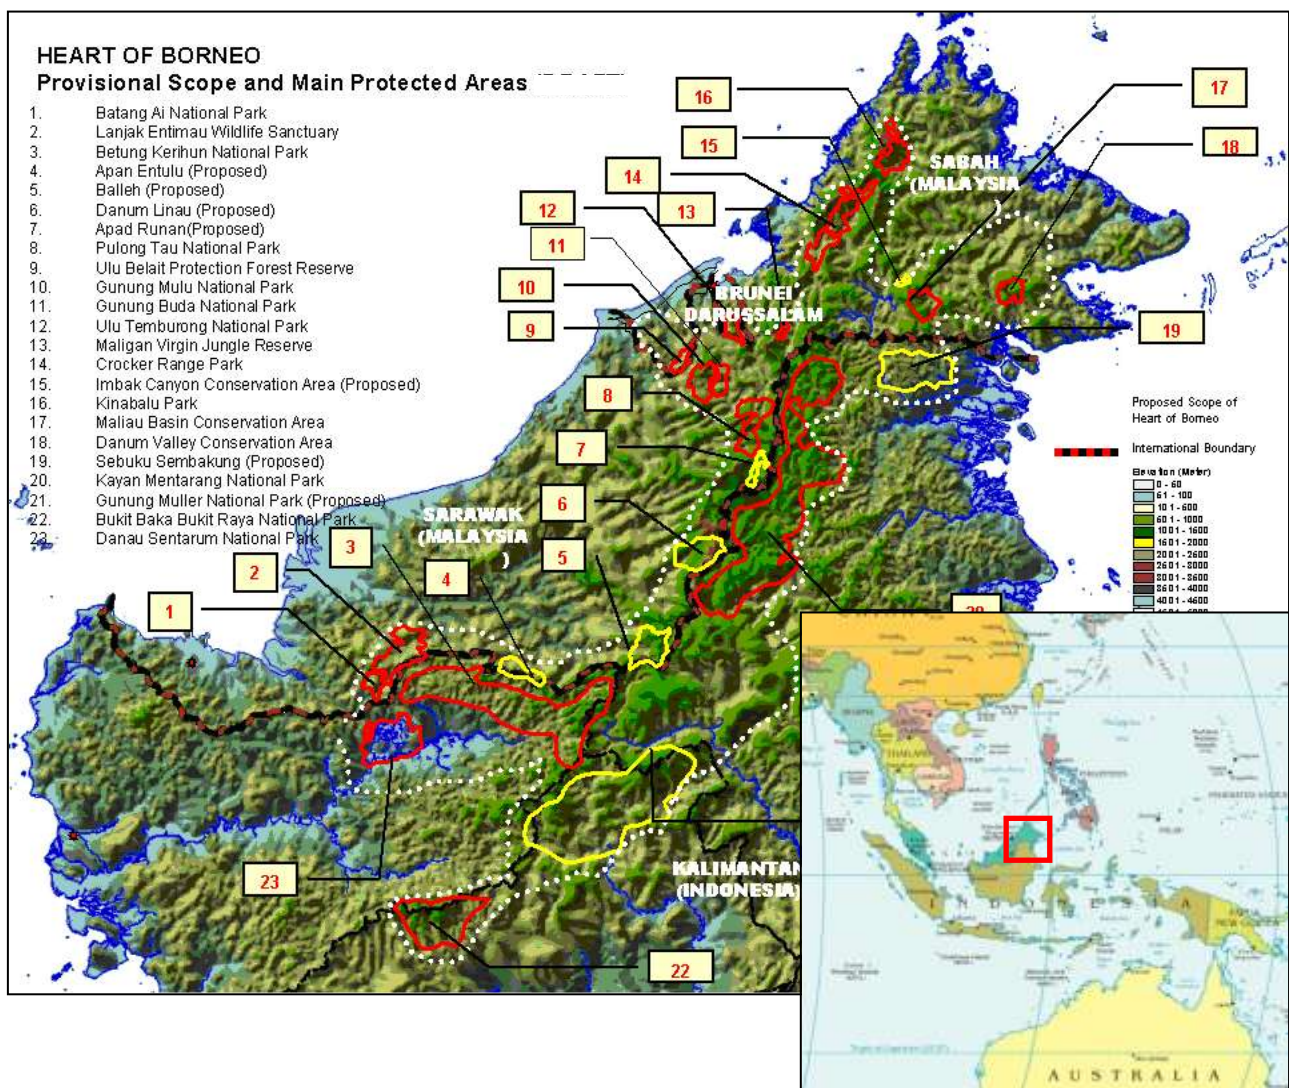 HEART OF BORNEO
Provisional Scope and Main Protected Areas
1. Batang Ai National Park
2. Lanjak Entimau Wildlife Sanctuary
3. Betung Kerihun National Park
4. Apan Entulu (Proposed)
5. Balleh (Proposed)
6. Danum Linau (Proposed)
7. Apad Runan(Proposed)
8. Pulong Tau National Park
9. Ulu Belait Protection Forest Reserve
10. Gunung Mulu National Park
11. Gunung Buda National Park
12. Ulu Temburong National Park
13. Maligan Virgin Jungle Reserve
14. Crocker Range Park
15. Imbak Canyon Conservation Area (Proposed)
16. Kinabalu Park
17. Maliau Basin Conservation Area
18. Danum Valley Conservation Area
19. Sebuku Sembakung (Proposed)
20. Kayan Mentarang National Park
21. Gunung Muller National Park (Proposed)
22. Bukit Baka Bukit Raya National Park
23. Danau Sentarum National Park
16
17
15
18
14
12
13
11
10
9
19
8
7
6
5
3
4
2
1
20
23
22
SABAH
(MALAYSIA
)
BRUNEI
DARUSSALAM
SARAWAK
(MALAYSIA
)
KALIMANTAN
(INDONESIA)
Proposed Scope of
Heart of Borneo
International Boundary
Elevation (Meter)
0 - 60
61 - 100
101 - 600
601 - 1000
1001 - 1600
1601 - 2000
2001 - 2600
2601 - 3000
3001 - 3600
3601 - 4000
4001 - 4600
THAILAND
PHILIPPINES
INDONESIA
PAPUA
NEW GUINEA
AUSTRALIA